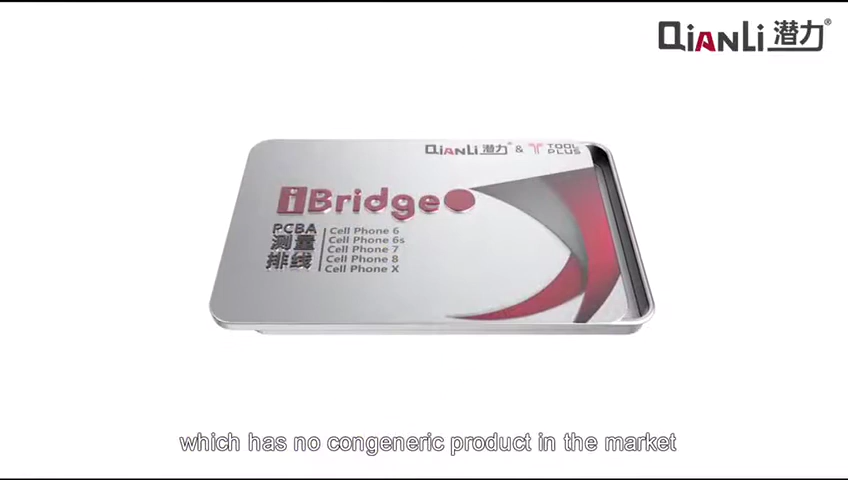 QIANLI 潜力®
QIANLI 潜力® & TOOL PLUS
iBridge
PCBA
测量
排线
Cell Phone 6
Cell Phone 6s
Cell Phone 7
Cell Phone 8
Cell Phone X
which has no congeneric product in the market